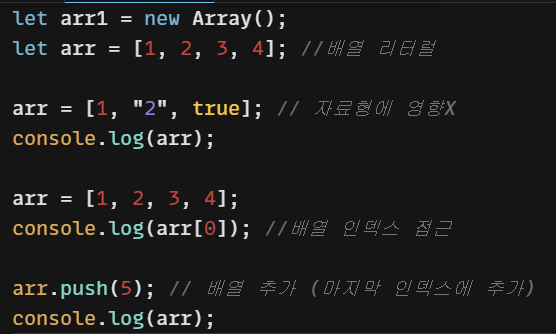 let arr1 = new Array();
let arr = [1, 2, 3, 4]; //배열 리터럴
arr = [1, "2", true]; // 자료형에 영향X
console.log(arr);
arr = [1, 2, 3, 4];
console.log(arr[0]); //배열 인덱스 접근
arr.push(5); // 배열 추가 (마지막 인덱스에 추가)
console.log(arr);